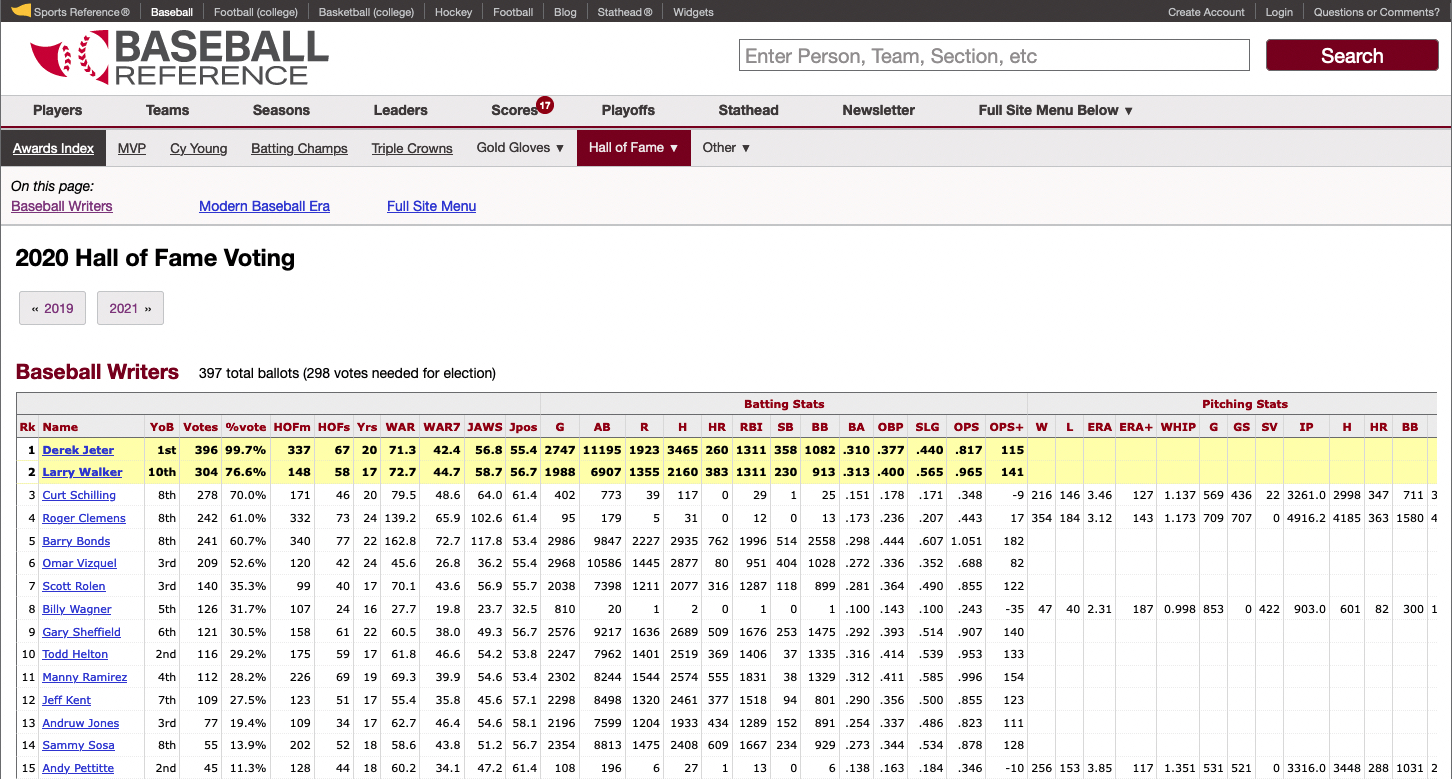 Sports Reference® Baseball Football (college) Basketball (college) Hockey Football Blog Stathead® Widgets Create Account Login Questions or Comments?
BASEBALL
REFERENCE
Enter Person, Team, Section, etc Search
Players Teams Seasons Leaders Scores 17 Playoffs Stathead Newsletter Full Site Menu Below ▼
Awards Index MVP Cy Young Batting Champs Triple Crowns Gold Gloves ▼ Hall of Fame ▼ Other ▼
On this page:
Baseball Writers Modern Baseball Era Full Site Menu
2020 Hall of Fame Voting
« 2019 2021 »
Baseball Writers 397 total ballots (298 votes needed for election)
Batting Stats Pitching Stats
Rk Name YoB Votes %vote HOFm HOFs Yrs WAR WAR7 JAWS Jpos G AB R H HR RBI SB BB BA OBP SLG OPS OPS+ W L ERA ERA+ WHIP G GS SV IP H HR BB
1 Derek Jeter 1st 396 99.7% 337 67 20 71.3 42.4 56.8 55.4 2747 11195 1923 3465 260 1311 358 1082 .310 .377 .440 .817 115
2 Larry Walker 10th 304 76.6% 148 58 17 72.7 44.7 58.7 56.7 1988 6907 1355 2160 383 1311 230 913 .313 .400 .565 .965 141
3 Curt Schilling 8th 278 70.0% 171 46 20 79.5 48.6 64.0 61.4 402 773 39 117 0 29 1 25 .151 .178 .171 .348 -9 216 146 3.46 127 1.137 569 436 22 3261.0 2998 347 711 3
4 Roger Clemens 8th 242 61.0% 332 73 24 139.2 65.9 102.6 61.4 95 179 5 31 0 12 0 13 .173 .236 .207 .443 17 354 184 3.12 143 1.173 709 707 0 4916.2 4185 363 1580 4
5 Barry Bonds 8th 241 60.7% 340 77 22 162.8 72.7 117.8 53.4 2986 9847 2227 2935 762 1996 514 2558 .298 .444 .607 1.051 182
6 Omar Vizquel 3rd 209 52.6% 120 42 24 45.6 26.8 36.2 55.4 2968 10586 1445 2877 80 951 404 1028 .272 .336 .352 .688 82
7 Scott Rolen 3rd 140 35.3% 99 40 17 70.1 43.6 56.9 55.7 2038 7398 1211 2077 316 1287 118 899 .281 .364 .490 .855 122
8 Billy Wagner 5th 126 31.7% 107 24 16 27.7 19.8 23.7 32.5 810 20 1 2 0 1 0 1 .100 .143 .100 .243 -35 47 40 2.31 187 0.998 853 0 422 903.0 601 82 300 1
9 Gary Sheffield 6th 121 30.5% 158 61 22 60.5 38.0 49.3 56.7 2576 9217 1636 2689 509 1676 253 1475 .292 .393 .514 .907 140
10 Todd Helton 2nd 116 29.2% 175 59 17 61.8 46.6 54.2 53.8 2247 7962 1401 2519 369 1406 37 1335 .316 .414 .539 .953 133
11 Manny Ramirez 4th 112 28.2% 226 69 19 69.3 39.9 54.6 53.4 2302 8244 1544 2574 555 1831 38 1329 .312 .411 .585 .996 154
12 Jeff Kent 7th 109 27.5% 123 51 17 55.4 35.8 45.6 57.1 2298 8498 1320 2461 377 1518 94 801 .290 .356 .500 .855 123
13 Andruw Jones 3rd 77 19.4% 109 34 17 62.7 46.4 54.6 58.1 2196 7599 1204 1933 434 1289 152 891 .254 .337 .486 .823 111
14 Sammy Sosa 8th 55 13.9% 202 52 18 58.6 43.8 51.2 56.7 2354 8813 1475 2408 609 1667 234 929 .273 .344 .534 .878 128
15 Andy Pettitte 2nd 45 11.3% 128 44 18 60.2 34.1 47.2 61.4 108 196 6 27 1 13 0 6 .138 .163 .184 .346 -10 256 153 3.85 117 1.351 531 521 0 3316.0 3448 288 1031 2